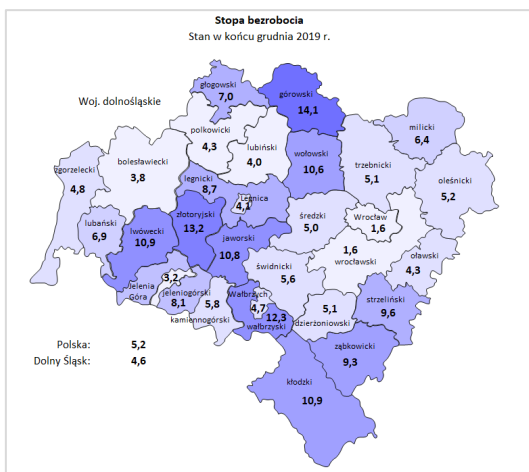 Stopa bezrobocia
Stan w końcu grudnia 2019 r.
Woj. dolnośląskie
głogowski
7,0
górowski
14,1
polkowicki
4,3
lubiński
4,0
milicki
6,4
wołowski
10,6
trzebnicki
5,1
oleśnicki
5,2
zgorzelecki
4,8
bolesławiecki
3,8
legnicki
8,7
Legnica
4,1
złotoryjski
13,2
lubański
6,9
lwówecki
10,9
jaworski
10,8
średzki
5,0
Wrocław
1,6
1,6
wrocławski
oławski
4,3
świdnicki
5,6
3,2
Jelenia
Góra
jeleniogórski
8,1
5,8
kamiennogórski
Wałbrzych
4,7
12,3
wałbrzyski
5,1
dzierżoniowski
strzeliński
9,6
ząbkowicki
9,3
kłodzki
10,9
Polska: 5,2
Dolny Śląsk: 4,6